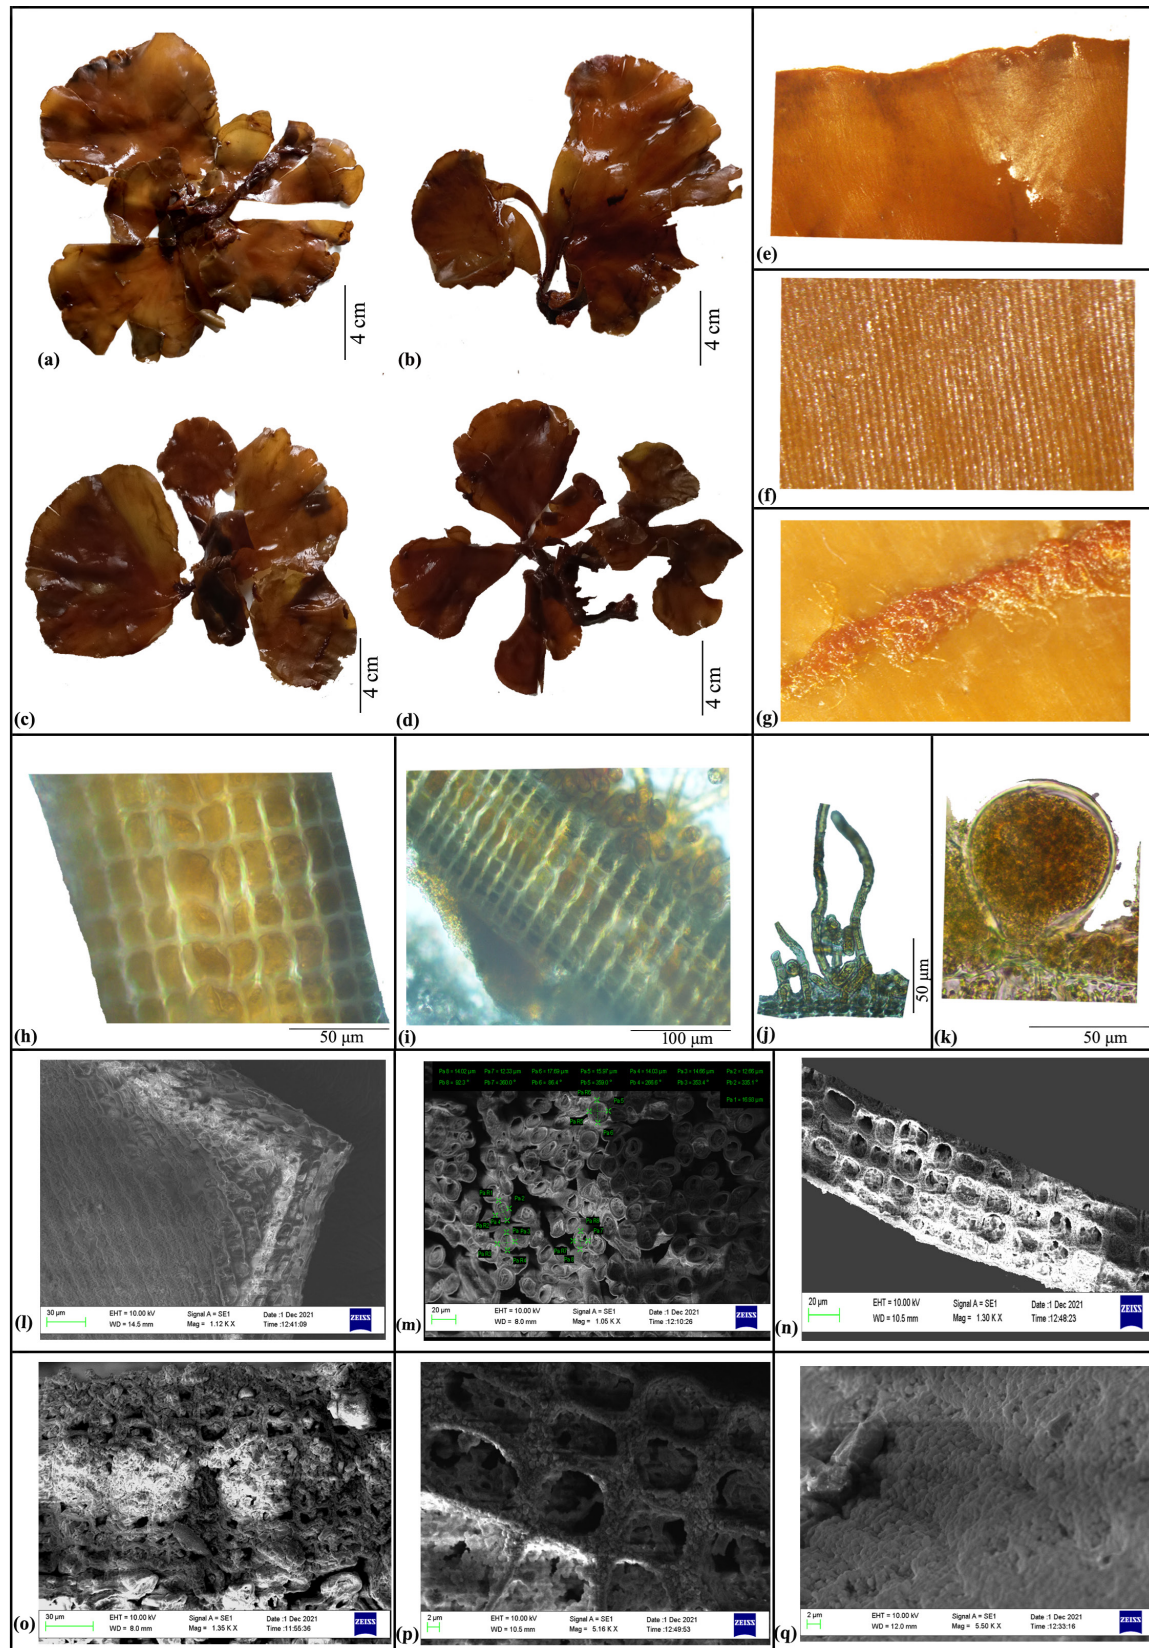 (a)
4 cm
(b)
4 cm
(c)
4 cm
(d)
4 cm
(e)
(f)
(g)
(h)
50 µm
(i)
100 µm
(j)
50 µm
(k)
50 µm
(l)
30 µm
EHT = 10.00 kV
WD = 14.5 mm
Signal A = SE1
Mag = 1.12 K X
Date :1 Dec 2021
Time :12:41:09
ZEISS
(m)
20 µm
EHT = 10.00 kV
WD = 8.0 mm
Signal A = SE1
Mag = 1.05 K X
Date :1 Dec 2021
Time :12:10:26
ZEISS
(n)
20 µm
EHT = 10.00 kV
WD = 10.5 mm
Signal A = SE1
Mag = 1.30 K X
Date :1 Dec 2021
Time :12:48:23
ZEISS
(o)
30 µm
EHT = 10.00 kV
WD = 8.0 mm
Signal A = SE1
Mag = 1.35 K X
Date :1 Dec 2021
Time :11:55:36
ZEISS
(p)
2 µm
EHT = 10.00 kV
WD = 10.5 mm
Signal A = SE1
Mag = 5.16 K X
Date :1 Dec 2021
Time :12:49:53
ZEISS
(q)
2 µm
EHT = 10.00 kV
WD = 12.0 mm
Signal A = SE1
Mag = 5.50 K X
Date :1 Dec 2021
Time :12:33:16
ZEISS